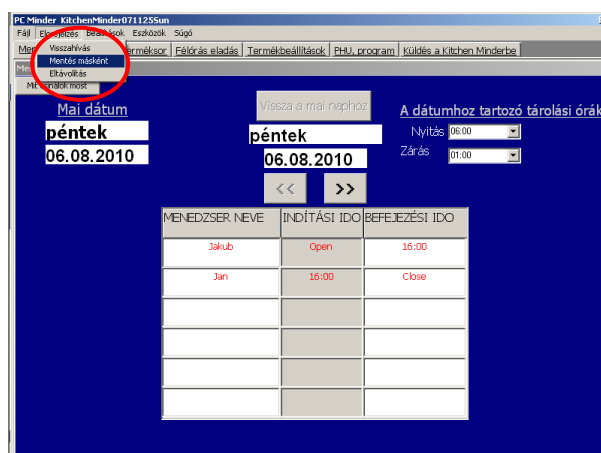 PC Minder KitchenMinder071125Sun
Fájl Előrejelzés Beállítások Eszközök Súgó
Terméksor Félórás eladás Termékbeállítások PHU, program Küldés a Kitchen Minderbe
Visszahívás
Mentés másként
Eltávolítás
Mit csinálok most
Mai dátum
péntek
06.08.2010
Vissza a mai naphoz
péntek
06.08.2010
<< >>
A dátumhoz tartozó tárolási órák
Nyitás 06:00
Zárás 01:00
MENEDZSER NEVE INDÍTÁSI IDO BEFEJEZÉSI IDO
Jakub Open 16:00
Jan 16:00 Close